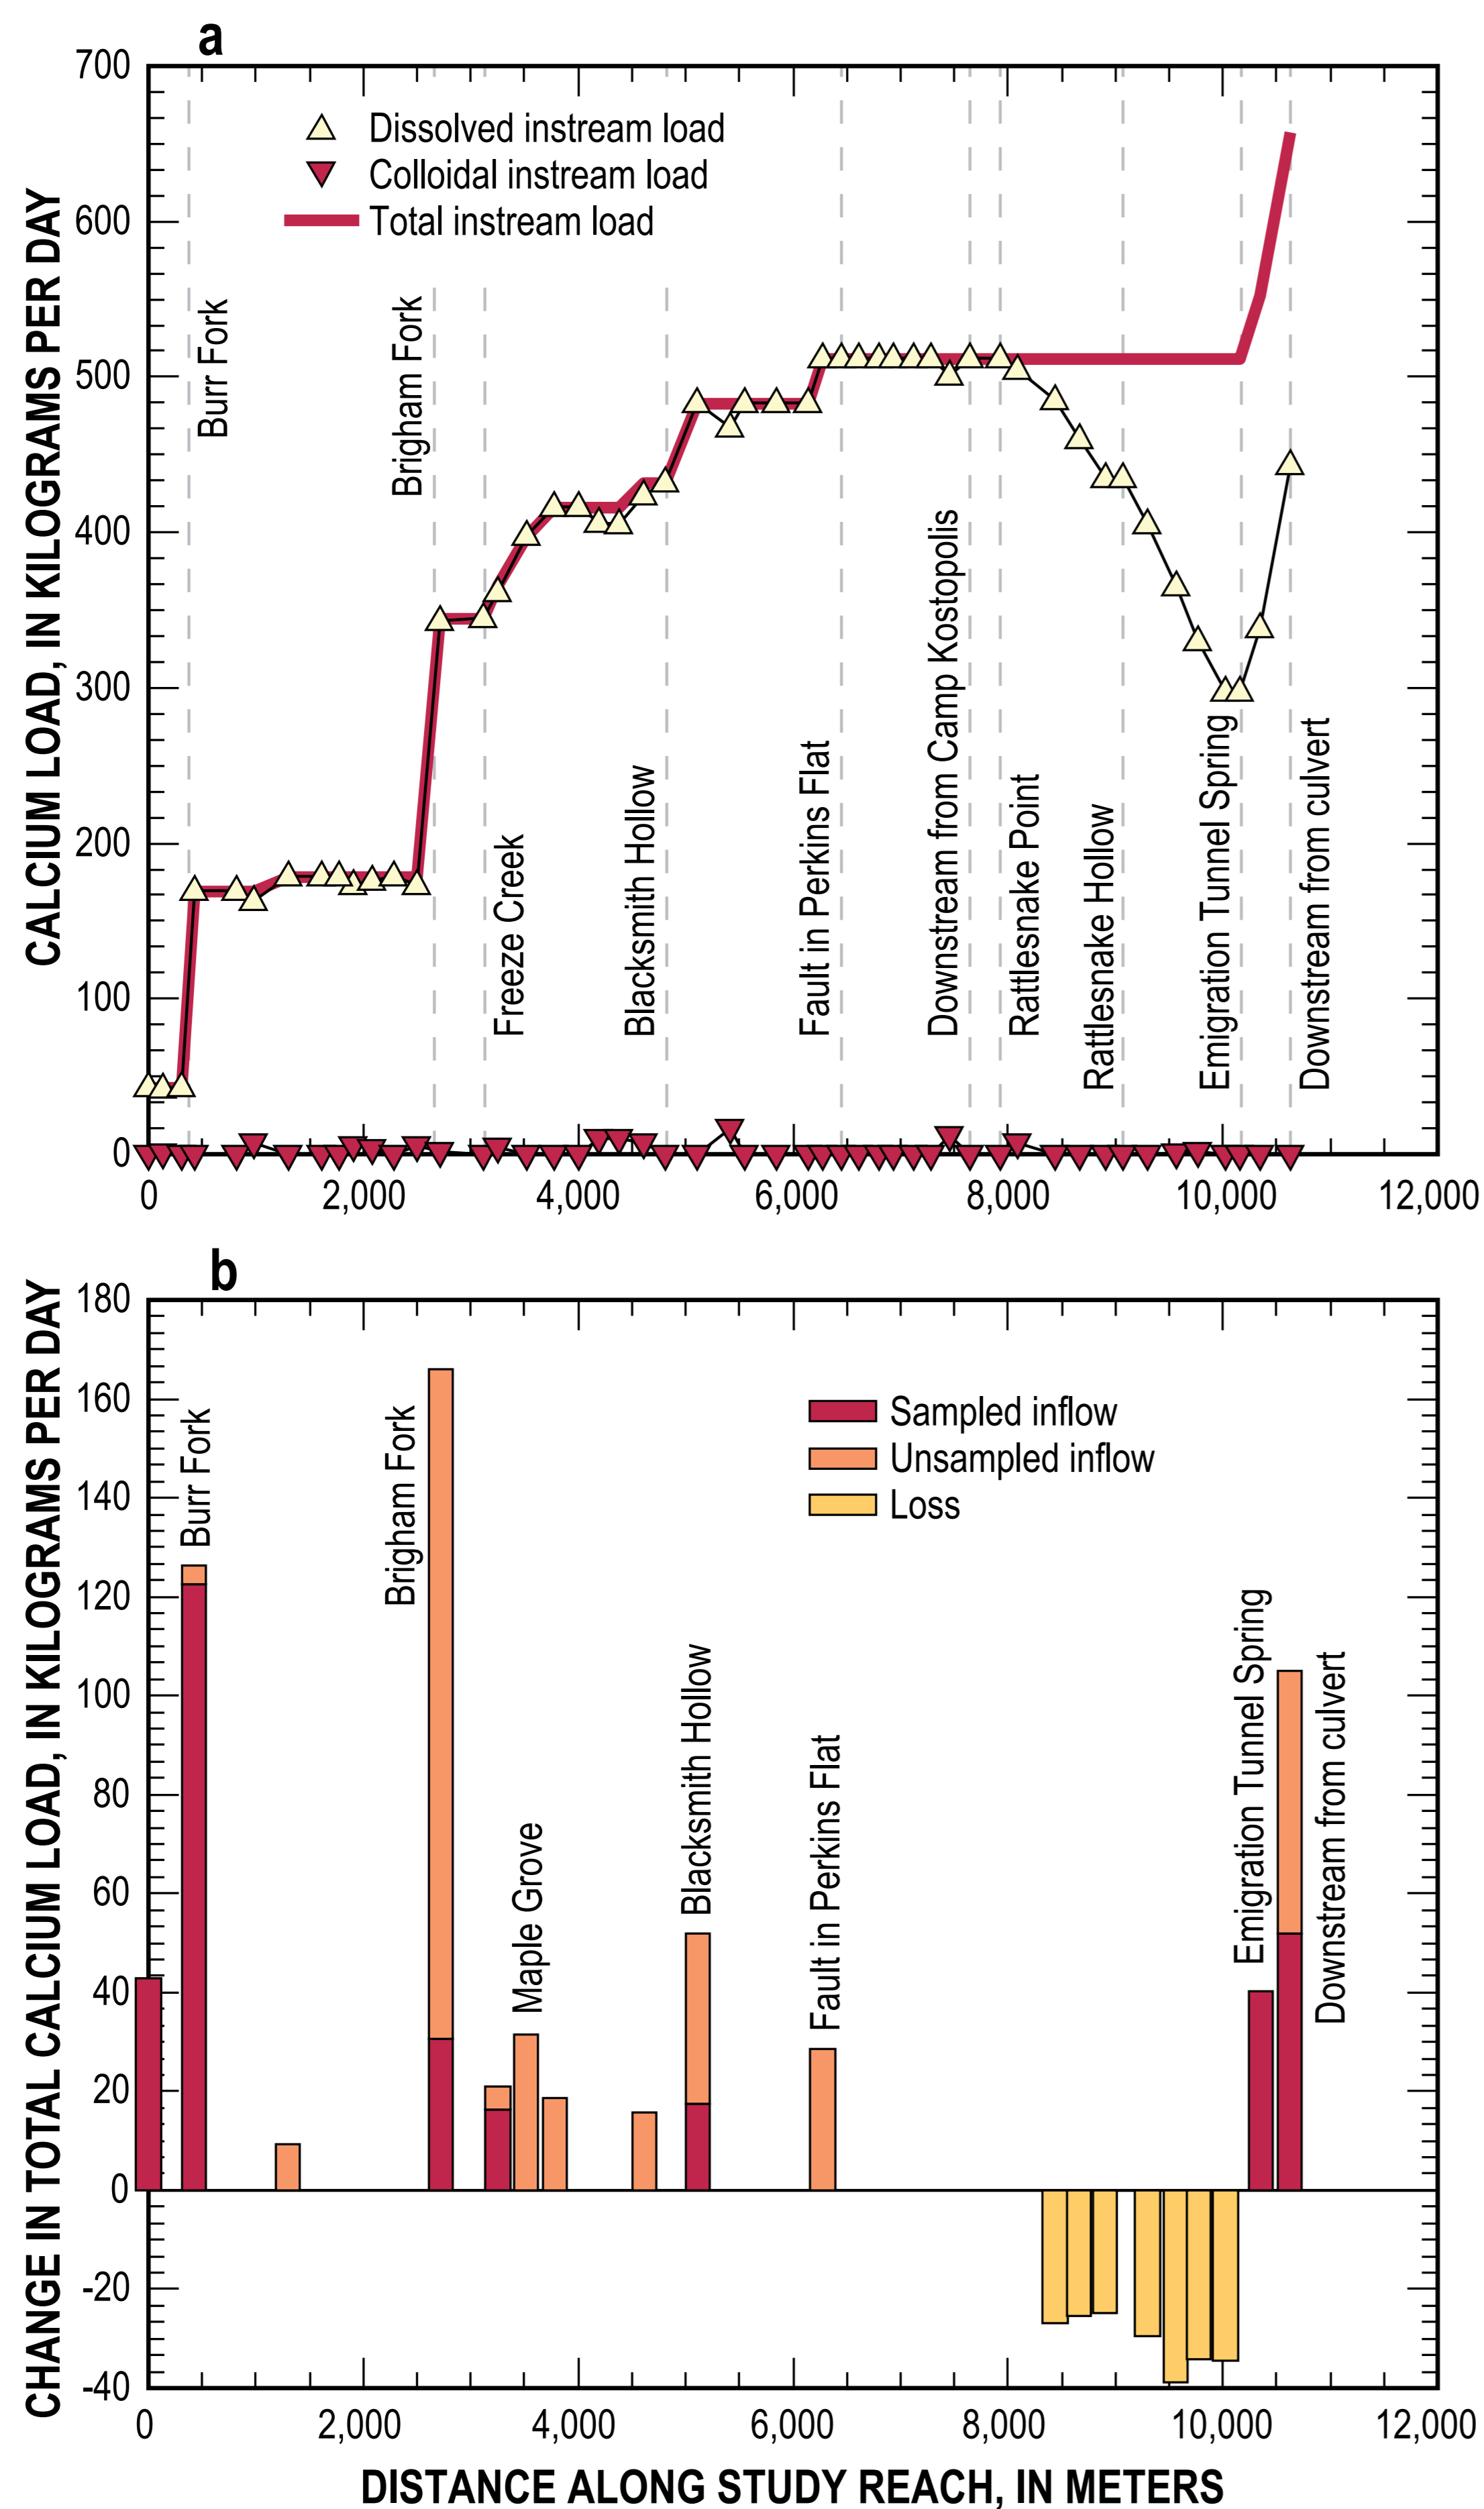 a
CALCIUM LOAD, IN KILOGRAMS PER DAY
700
600
500
400
300
200
100
0
Dissolved instream load
Colloidal instream load
Total instream load
Burr Fork
Brigham Fork
Freeze Creek
Blacksmith Hollow
Fault in Perkins Flat
Downstream from Camp Kostopolis
Rattlesnake Point
Rattlesnake Hollow
Emigration Tunnel Spring
Downstream from culvert
0 2,000 4,000 6,000 8,000 10,000 12,000
b
CHANGE IN TOTAL CALCIUM LOAD, IN KILOGRAMS PER DAY
180
160
140
120
100
80
60
40
20
0
-20
-40
Sampled inflow
Unsampled inflow
Loss
Burr Fork
Brigham Fork
Maple Grove
Blacksmith Hollow
Fault in Perkins Flat
Emigration Tunnel Spring
Downstream from culvert
0 2,000 4,000 6,000 8,000 10,000 12,000
DISTANCE ALONG STUDY REACH, IN METERS